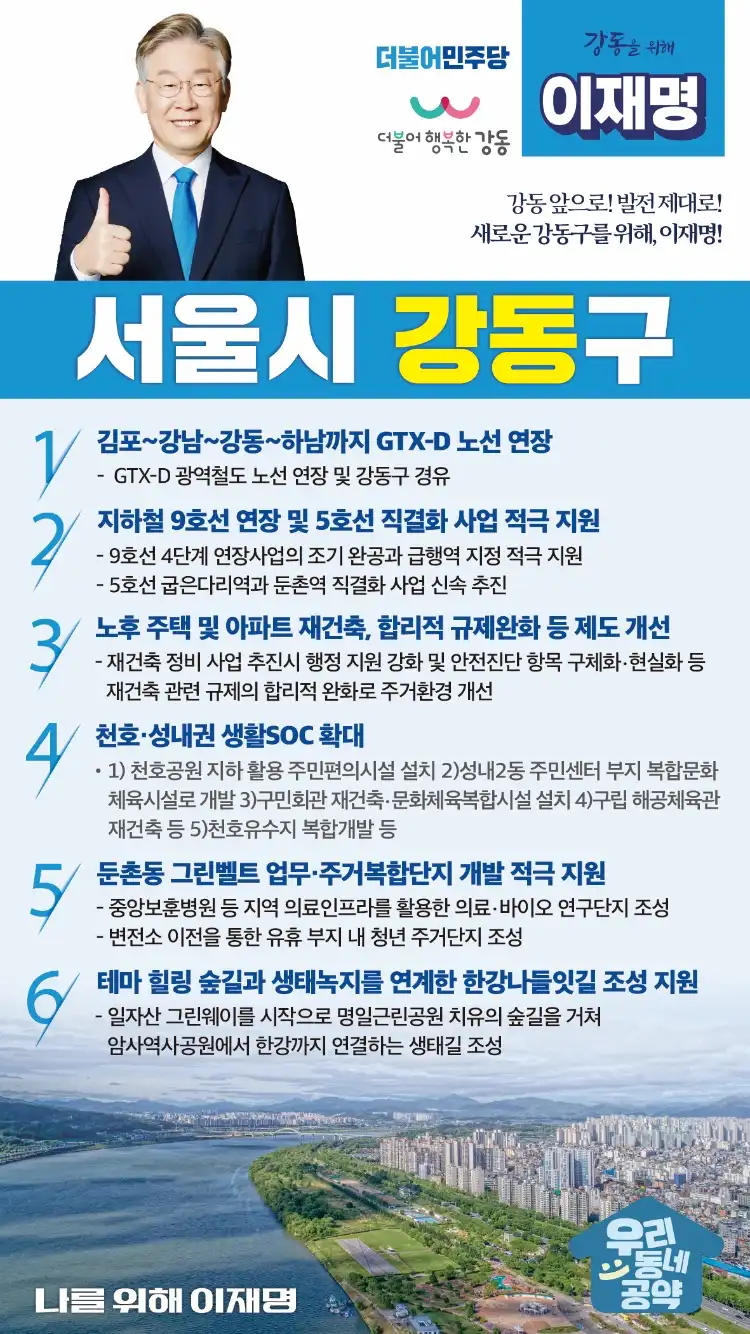 더불어민주당
더불어 행복한 강동
강동을 위해
이재명
강동 앞으로! 발전 제대로!
새로운 강동구를 위해, 이재명!
서울시 강동구
1 김포~강남~강동~하남까지 GTX-D 노선 연장
- GTX-D 광역철도 노선 연장 및 강동구 경유
2 지하철 9호선 연장 및 5호선 직결화 사업 적극 지원
- 9호선 4단계 연장사업의 조기 완공과 급행역 지정 적극 지원
- 5호선 굽은다리역과 둔촌역 직결화 사업 신속 추진
3 노후 주택 및 아파트 재건축, 합리적 규제완화 등 제도 개선
- 재건축 정비 사업 추진시 행정 지원 강화 및 안전진단 항목 구체화·현실화 등
재건축 관련 규제의 합리적 완화로 주거환경 개선
4 천호·성내권 생활SOC 확대
• 1) 천호공원 지하 활용 주민편의시설 설치 2)성내2동 주민센터 부지 복합문화
체육시설로 개발 3)구민회관 재건축·문화체육복합시설 설치 4)구립 해공체육관
재건축 등 5)천호유수지 복합개발 등
5 둔촌동 그린벨트 업무·주거복합단지 개발 적극 지원
- 중앙보훈병원 등 지역 의료인프라를 활용한 의료·바이오 연구단지 조성
- 변전소 이전을 통한 유휴 부지 내 청년 주거단지 조성
6 테마 힐링 숲길과 생태녹지를 연계한 한강나들잇길 조성 지원
- 일자산 그린웨이를 시작으로 명일근린공원 치유의 숲길을 거쳐
암사역사공원에서 한강까지 연결하는 생태길 조성
우리
동네
공약
나를 위해 이재명